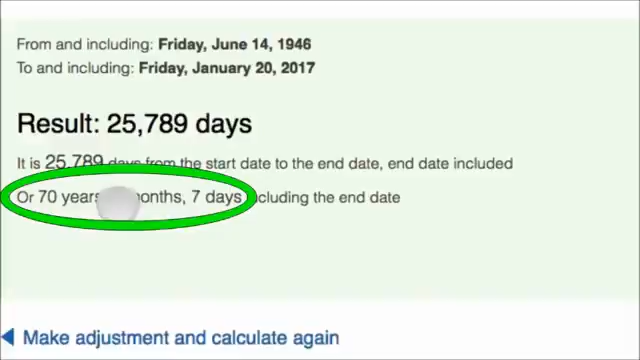 From and including: Friday, June 14, 1946
To and including: Friday, January 20, 2017
Result: 25,789 days
It is 25,789 days from the start date to the end date, end date included
Or 70 years months, 7 days including the end date
Make adjustment and calculate again